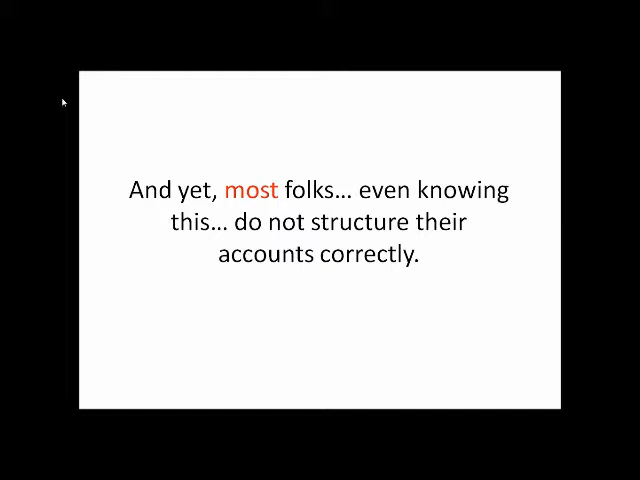 And yet, most folks… even knowing
this… do not structure their
accounts correctly.